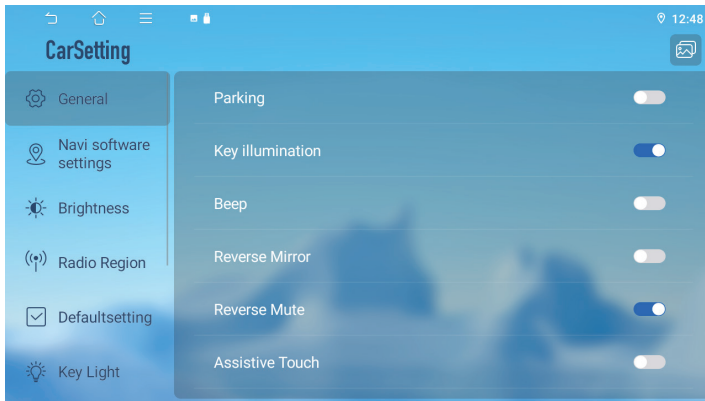 12:48
CarSetting
General
Navi software
settings
Brightness
Radio Region
Defaultsetting
Key Light
Parking
Key illumination
Beep
Reverse Mirror
Reverse Mute
Assistive Touch